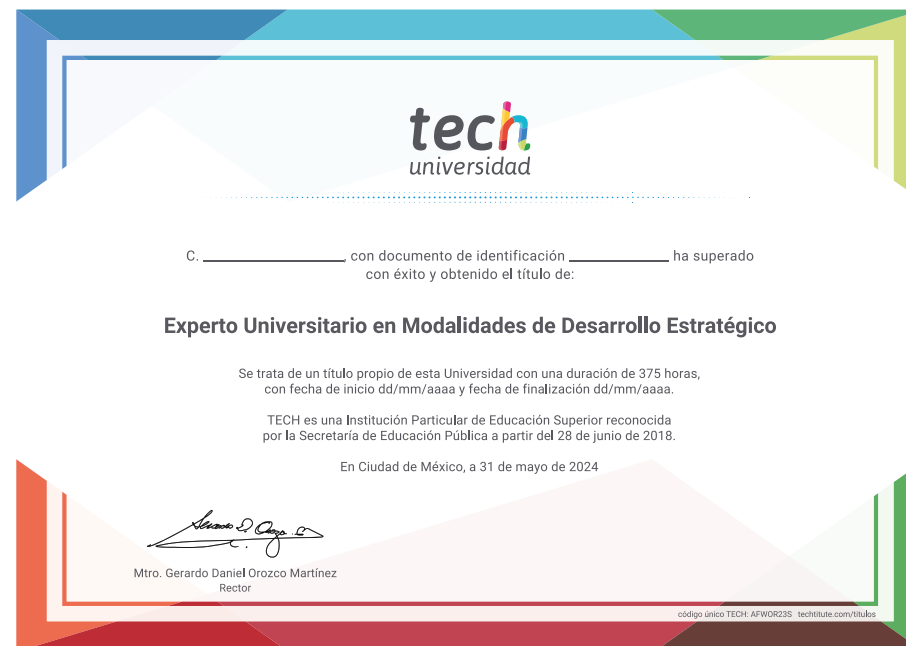 tech
universidad
C. ____________, con documento de identificación ____________ ha superado
con éxito y obtenido el título de:
Experto Universitario en Modalidades de Desarrollo Estratégico
Se trata de un título propio de esta Universidad con una duración de 375 horas,
con fecha de inicio dd/mm/aaaa y fecha de finalización dd/mm/aaaa.
TECH es una Institución Particular de Educación Superior reconocida
por la Secretaría de Educación Pública a partir del 28 de junio de 2018.
En Ciudad de México, a 31 de mayo de 2024
Mtro. Gerardo Daniel Orozco Martínez
Rector
código único TECH: AFWOR23S techtitute.com/titulos